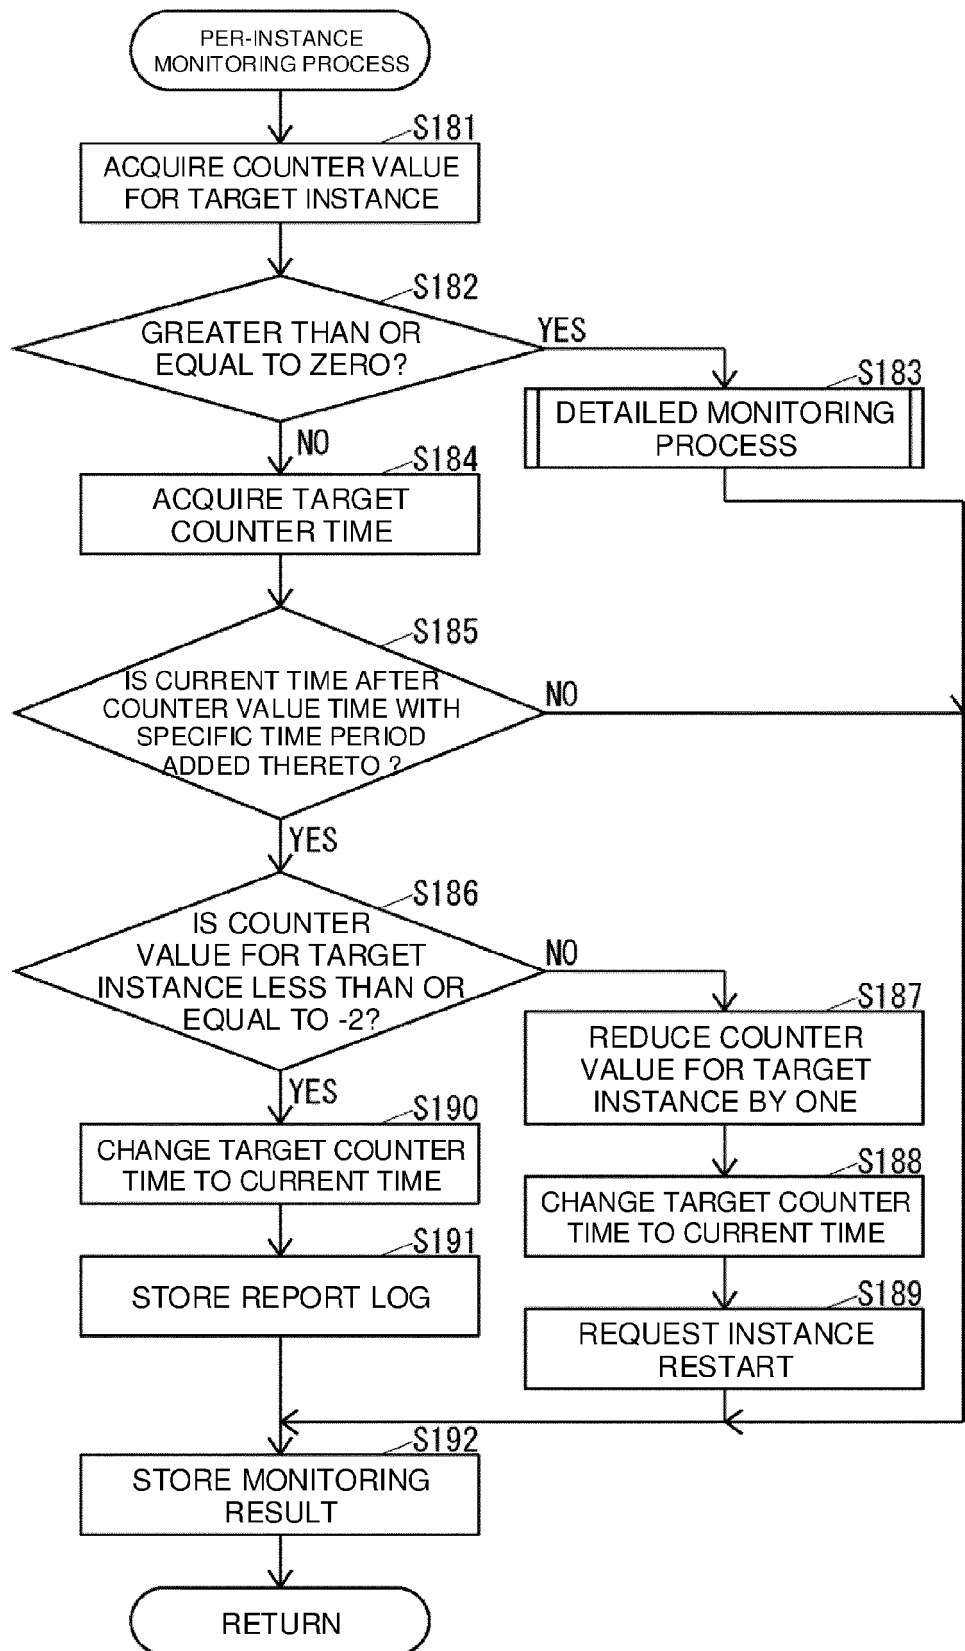 PER-INSTANCE
MONITORING PROCESS
S181
ACQUIRE COUNTER VALUE
FOR TARGET INSTANCE
S182
GREATER THAN OR
EQUAL TO ZERO?
YES
S183
DETAILED MONITORING
PROCESS
NO
S184
ACQUIRE TARGET
COUNTER TIME
S185
IS CURRENT TIME AFTER
COUNTER VALUE TIME WITH
SPECIFIC TIME PERIOD
ADDED THERETO ?
NO
YES
S186
IS COUNTER
VALUE FOR TARGET
INSTANCE LESS THAN OR
EQUAL TO -2?
NO
S187
REDUCE COUNTER
VALUE FOR TARGET
INSTANCE BY ONE
YES
S190
CHANGE TARGET COUNTER
TIME TO CURRENT TIME
S188
CHANGE TARGET COUNTER
TIME TO CURRENT TIME
S191
STORE REPORT LOG
S189
REQUEST INSTANCE
RESTART
S192
STORE MONITORING
RESULT
RETURN